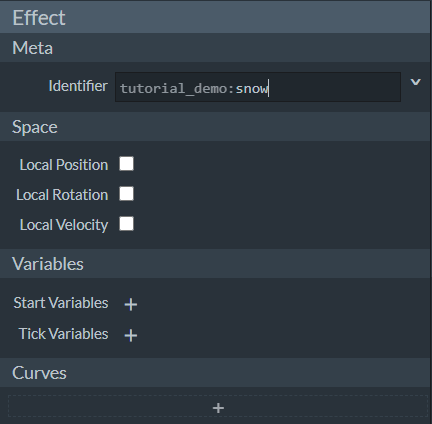 Effect
Meta
Identifier tutorial_demo:snow
Space
Local Position
Local Rotation
Local Velocity
Variables
Start Variables +
Tick Variables +
Curves
+